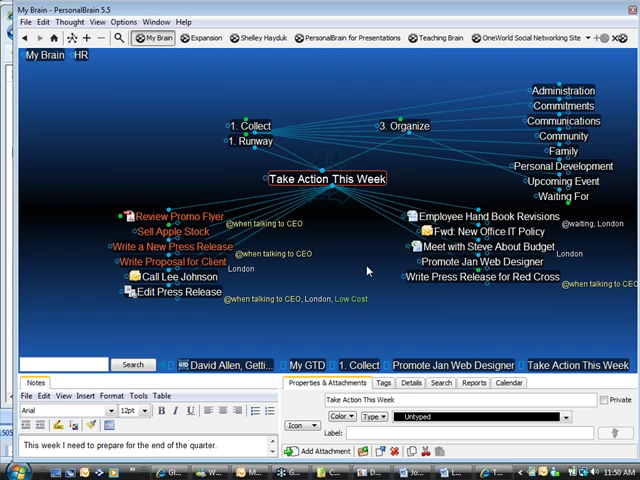 My Brain - PersonalBrain 5.5
File Edit Thought View Options Window Help
My Brain Expansion Shelley Hayduk PersonalBrain for Presentations Teaching Brain OneWorld Social Networking Site
My Brain HR
Administration
Commitments
1. Collect 3. Organize Communications
1. Runway Community
Family
Personal Development
Take Action This Week Upcoming Event
Waiting For
Review Promo Flyer @when talking to CEO Employee Hand Book Revisions @waiting, London
Sell Apple Stock Fwd: New Office IT Policy
Write a New Press Release @when talking to CEO Meet with Steve About Budget London
Write Proposal for Client London Promote Jan Web Designer
Call Lee Johnson Write Press Release for Red Cross @when talking to CEO
Edit Press Release @when talking to CEO, London, Low Cost
Search GTD David Allen, Getti... My GTD 1. Collect Promote Jan Web Designer Take Action This Week
Notes Properties & Attachments Tags Details Search Reports Calendar
File Edit View Insert Format Tools Table Take Action This Week Private
Arial 12pt B I U Icon Color Type Untyped
Label:
This week I need to prepare for the end of the quarter. Add Attachment
11:50 AM